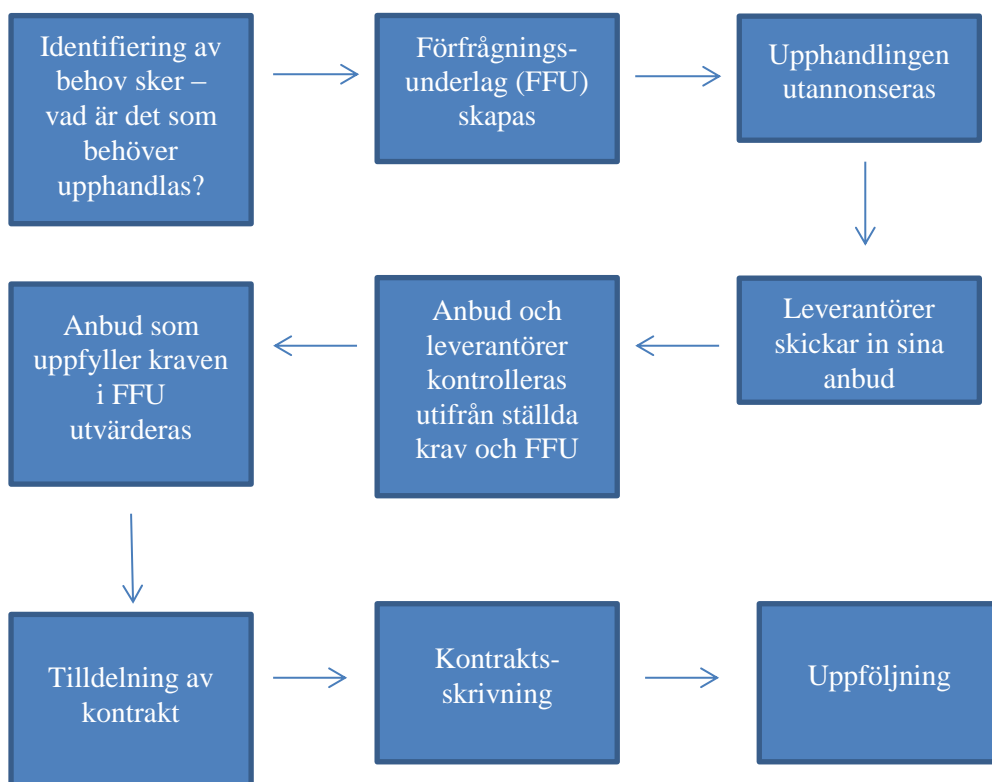 Identifiering av
behov sker –
vad är det som
behöver
upphandlas?
Förfrågnings-
underlag (FFU)
skapas
Upphandlingen
utannonseras
Leverantörer
skickar in sina
anbud
Anbud och
leverantörer
kontrolleras
utifrån ställda
krav och FFU
Anbud som
uppfyller kraven
i FFU
utvärderas
Tilldelning av
kontrakt
Kontrakts-
skrivning
Uppföljning